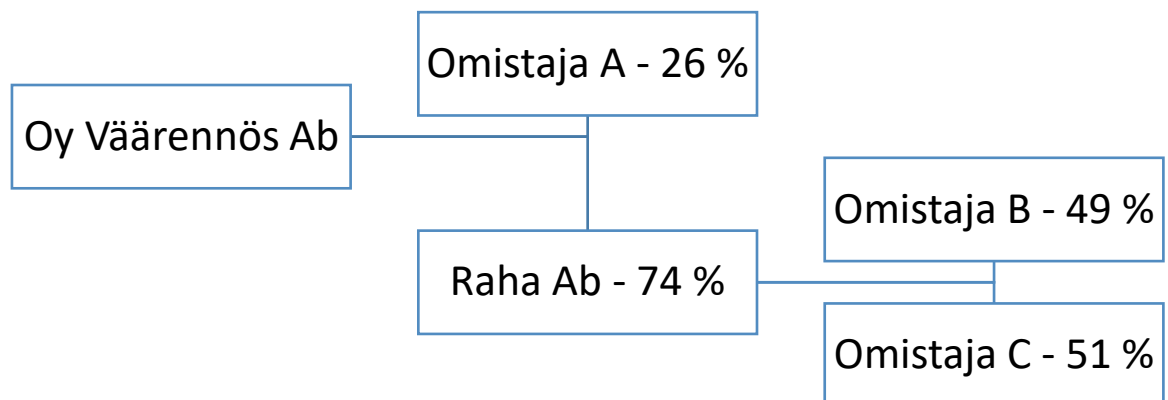 Omistaja A - 26 %
Oy Väärennös Ab
Omistaja B - 49 %
Raha Ab - 74 %
Omistaja C - 51 %